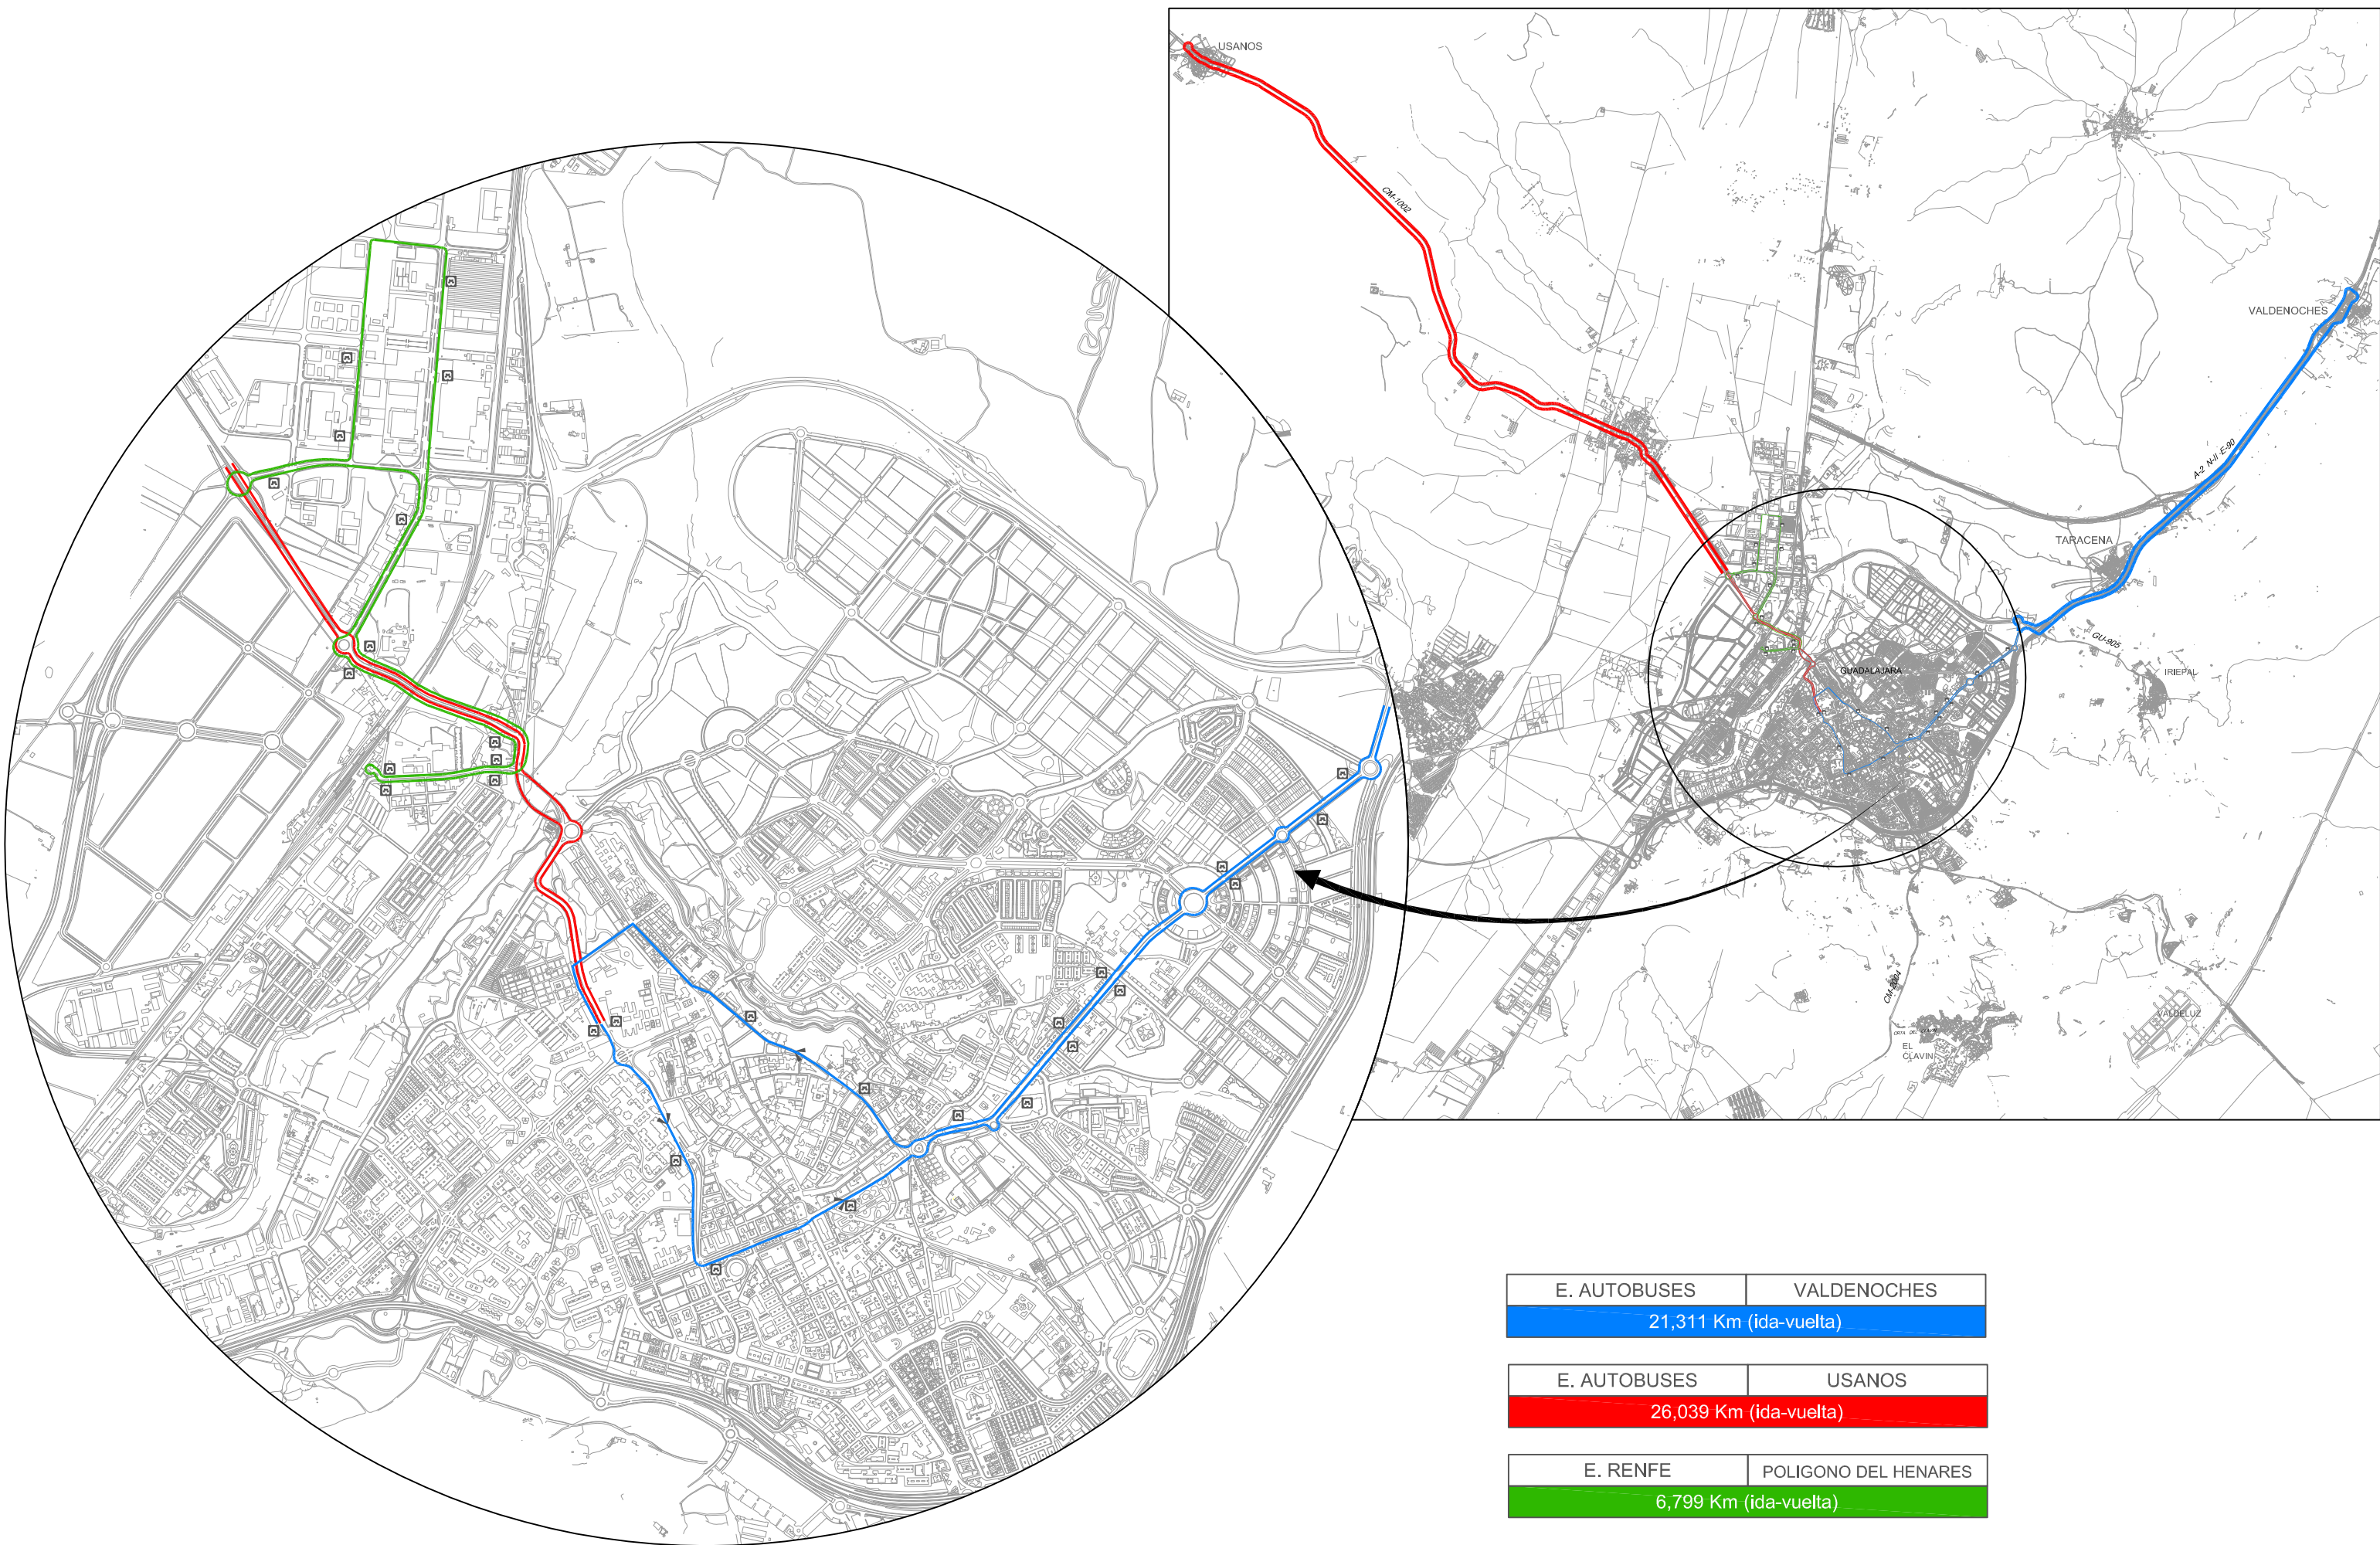 USANOS
CM-1002
VALDENOCHES
A-2 N-II E-90
TARACENA
GU-905
GUADALAJARA
IRIEPAL
CM-2004
VALDELUZ
EL
CLAVIN
E. AUTOBUSES VALDENOCHES
21,311 Km (ida-vuelta)
E. AUTOBUSES USANOS
26,039 Km (ida-vuelta)
E. RENFE POLIGONO DEL HENARES
6,799 Km (ida-vuelta)